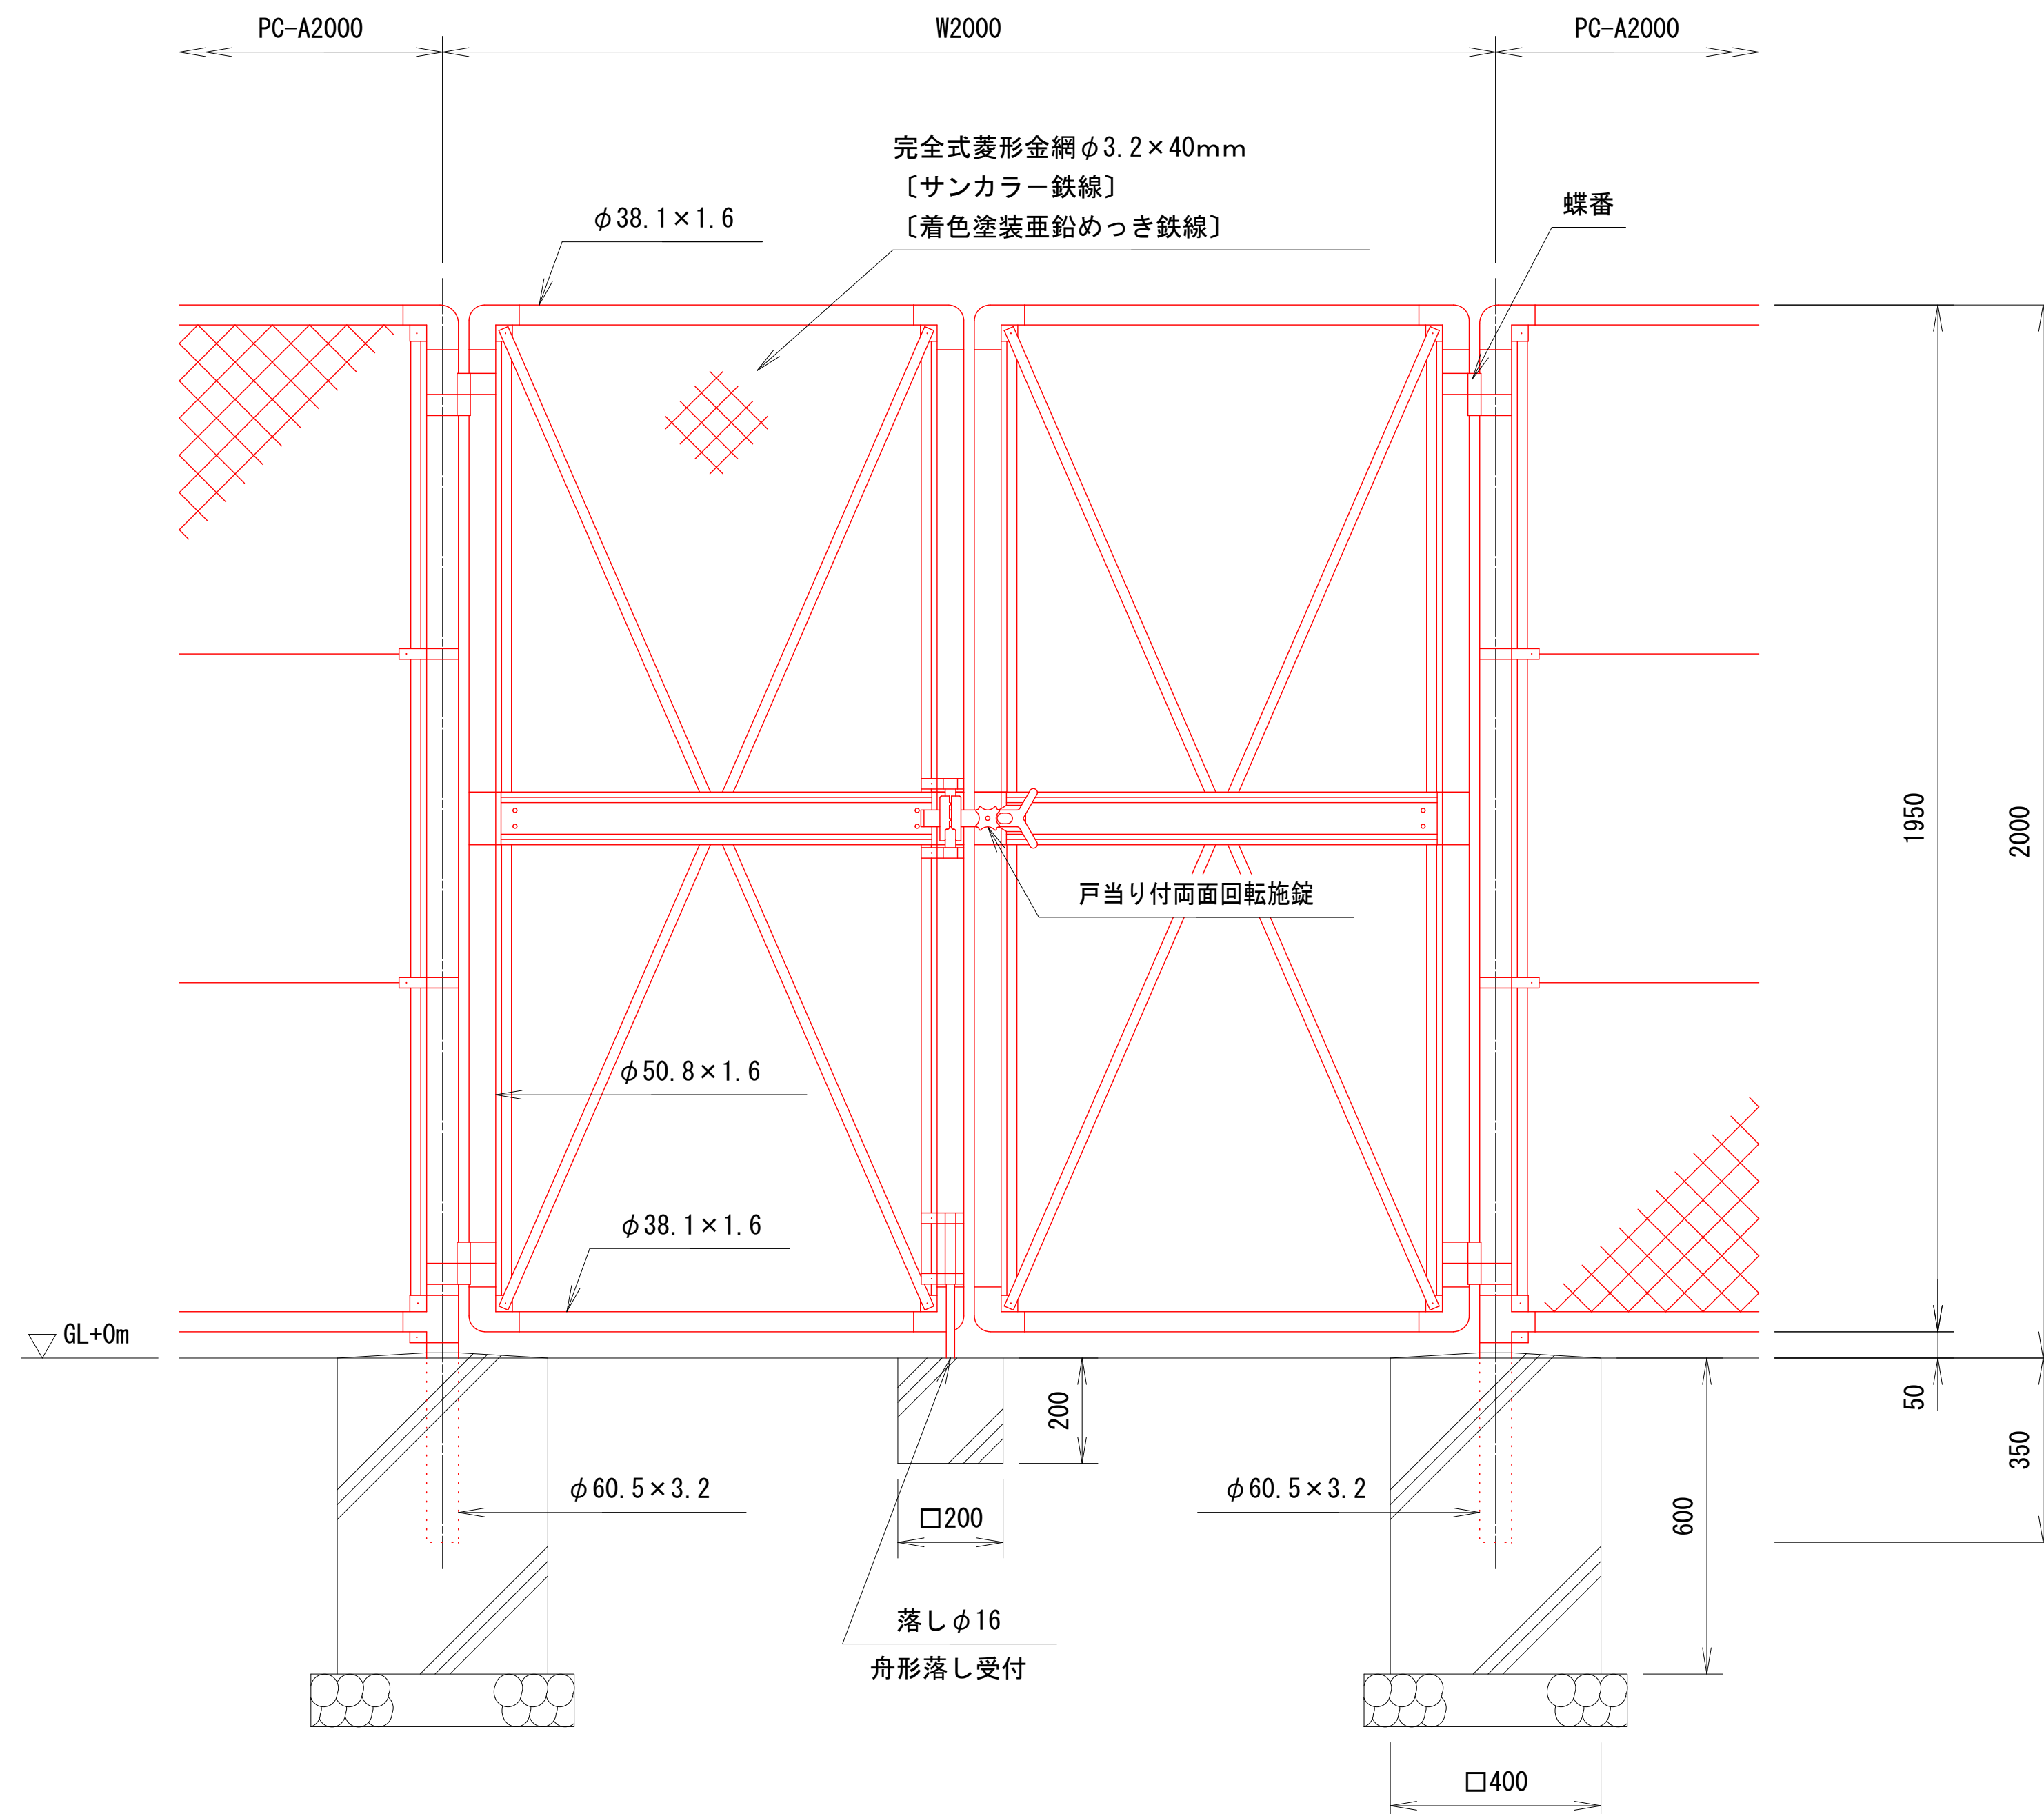 PC-A2000
W2000
PC-A2000
完全式菱形金網φ3.2×40mm
〔サンカラー鉄線〕
〔着色塗装亜鉛めっき鉄線〕
φ38.1×1.6
蝶番
1950
2000
戸当り付両面回転施錠
φ50.8×1.6
φ38.1×1.6
GL+0m
50
200
350
φ60.5×3.2
φ60.5×3.2
□200
600
落しφ16
舟形落し受付
□400